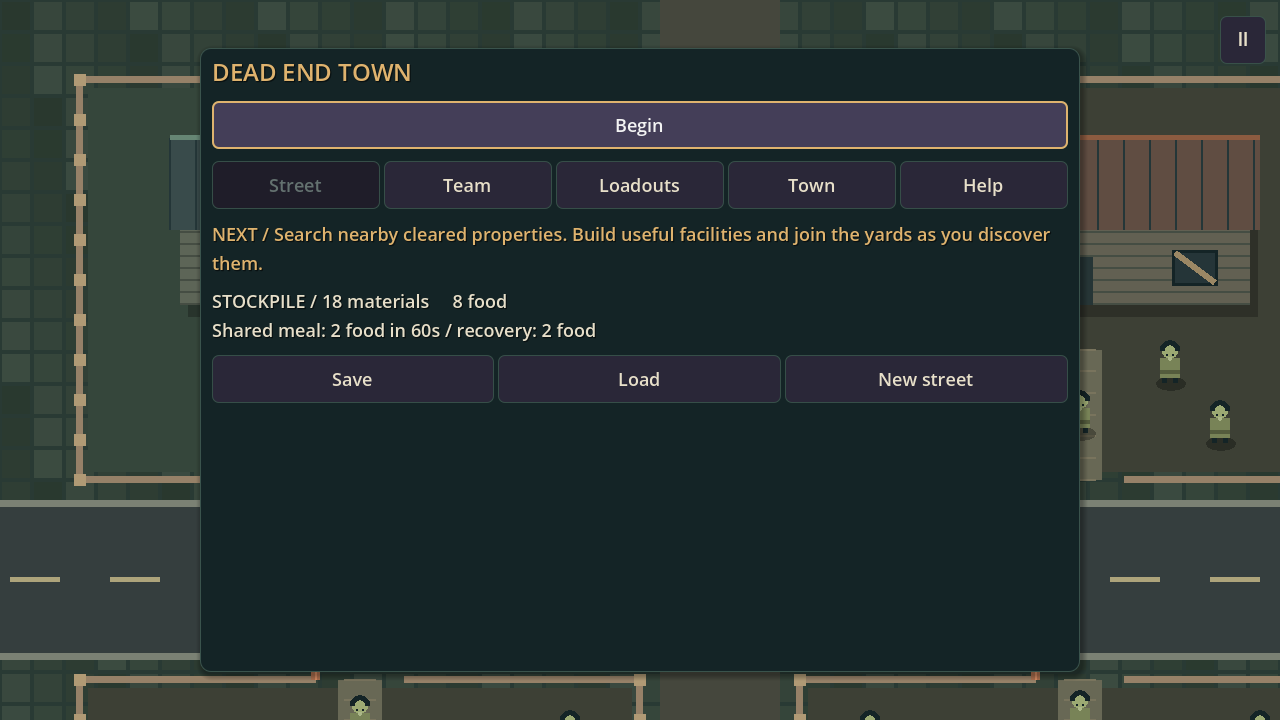 DEAD END TOWN
Begin
Street
Team
Loadouts
Town
Help
NEXT / Search nearby cleared properties. Build useful facilities and join the yards as you discover
them.
STOCKPILE / 18 materials 8 food
Shared meal: 2 food in 60s / recovery: 2 food
Save
Load
New street